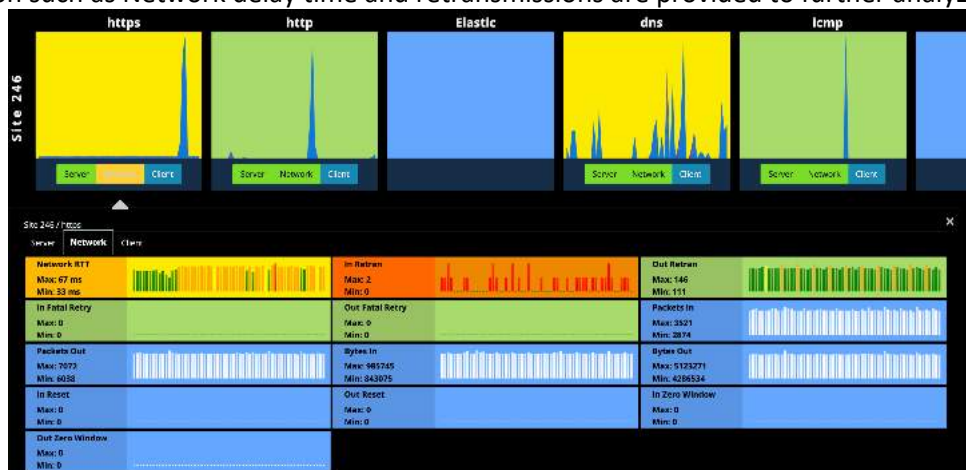 on such as Network delay time and retransmissions are provided to further analyz
https http Elastic dns Icmp
Site 246
Server Client
Server Network Client
Server Network Client
Server Network Client
Site 246 / https
Server Network Client
Network RTT
Max: 67 ms
Min: 33 ms
In Retran
Max: 2
Min: 0
Out Retran
Max: 146
Min: 111
In Fatal Retry
Max: 0
Min: 0
Out Fatal Retry
Max: 0
Min: 0
Packets In
Max: 3521
Min: 2874
Packets Out
Max: 7072
Min: 6038
Bytes In
Max: 985745
Min: 843075
Bytes Out
Max: 5123271
Min: 4286534
In Reset
Max: 0
Min: 0
Out Reset
Max: 0
Min: 0
In Zero Window
Max: 0
Min: 0
Out Zero Window
Max: 0
Min: 0